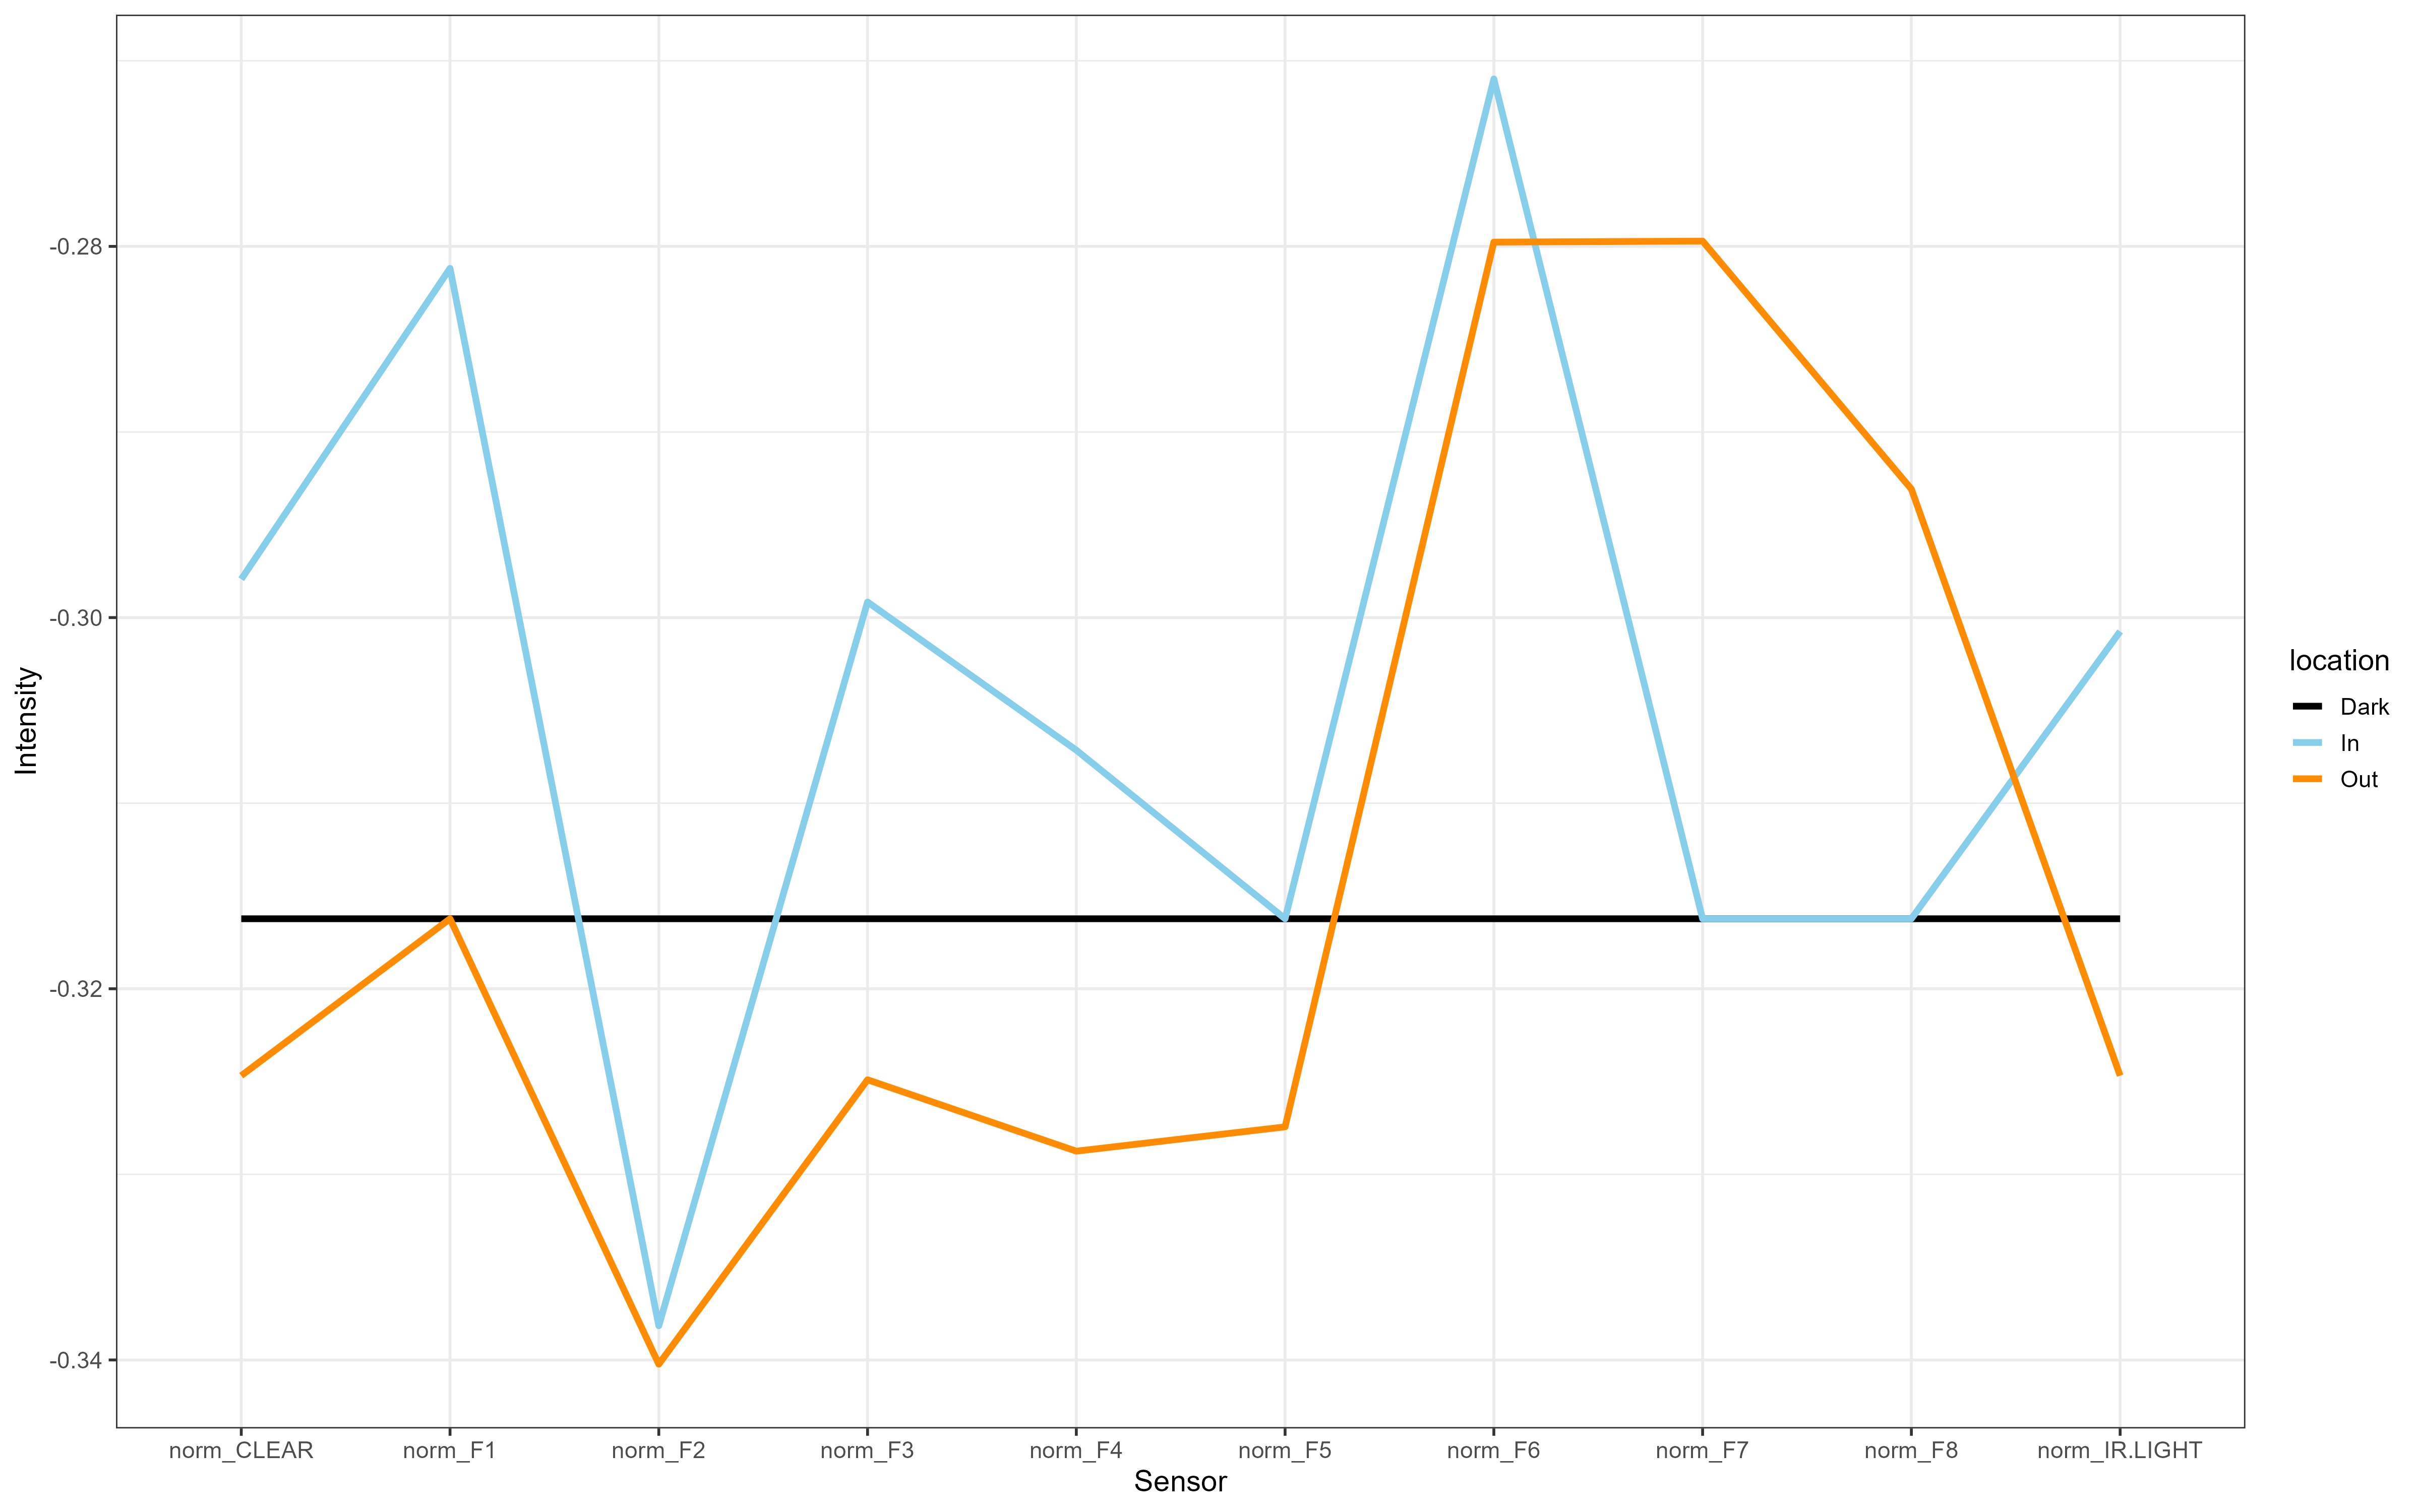 -0.28
-0.30
-0.32
-0.34
Intensity
norm_CLEAR norm_F1 norm_F2 norm_F3 norm_F4 norm_F5 norm_F6 norm_F7 norm_F8 norm_IR.LIGHT
Sensor
location
Dark
In
Out